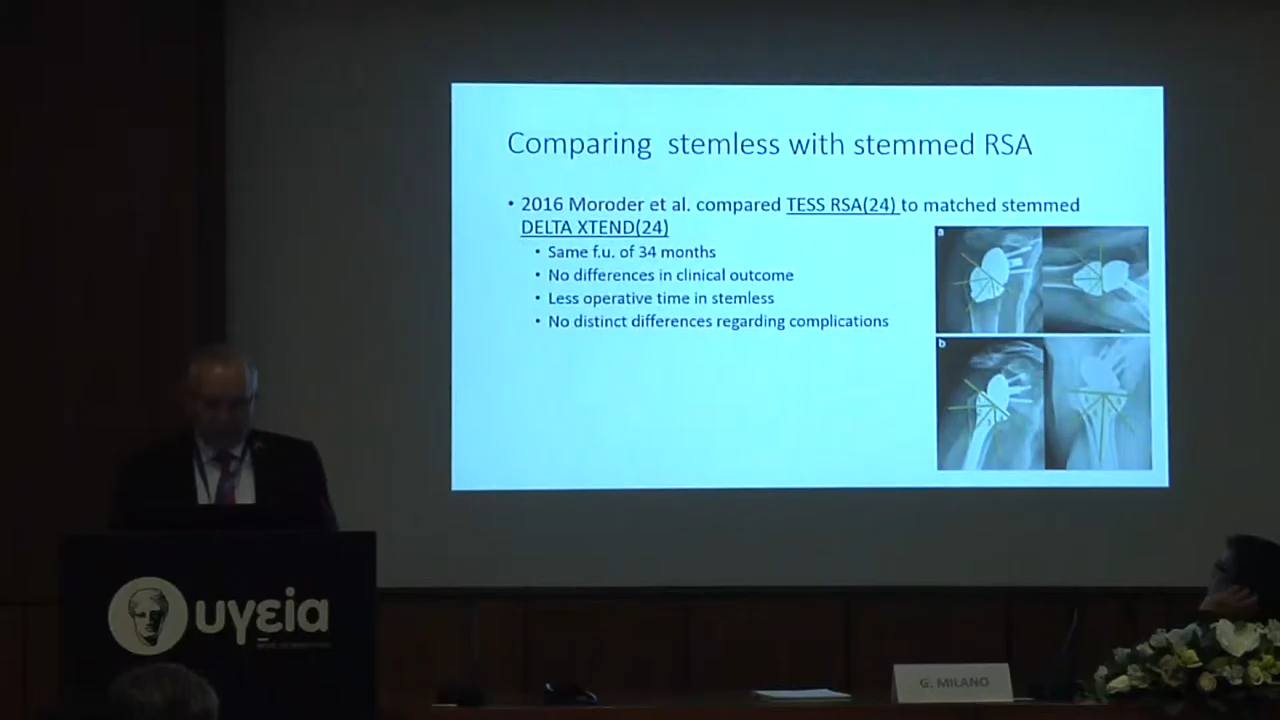 Comparing stemless with stemmed RSA
• 2016 Moroder et al. compared TESS RSA(24) to matched stemmed
DELTA XTEND(24)
• Same f.u. of 34 months
• No differences in clinical outcome
• Less operative time in stemless
• No distinct differences regarding complications
a
b
υγεία
G. MILANO